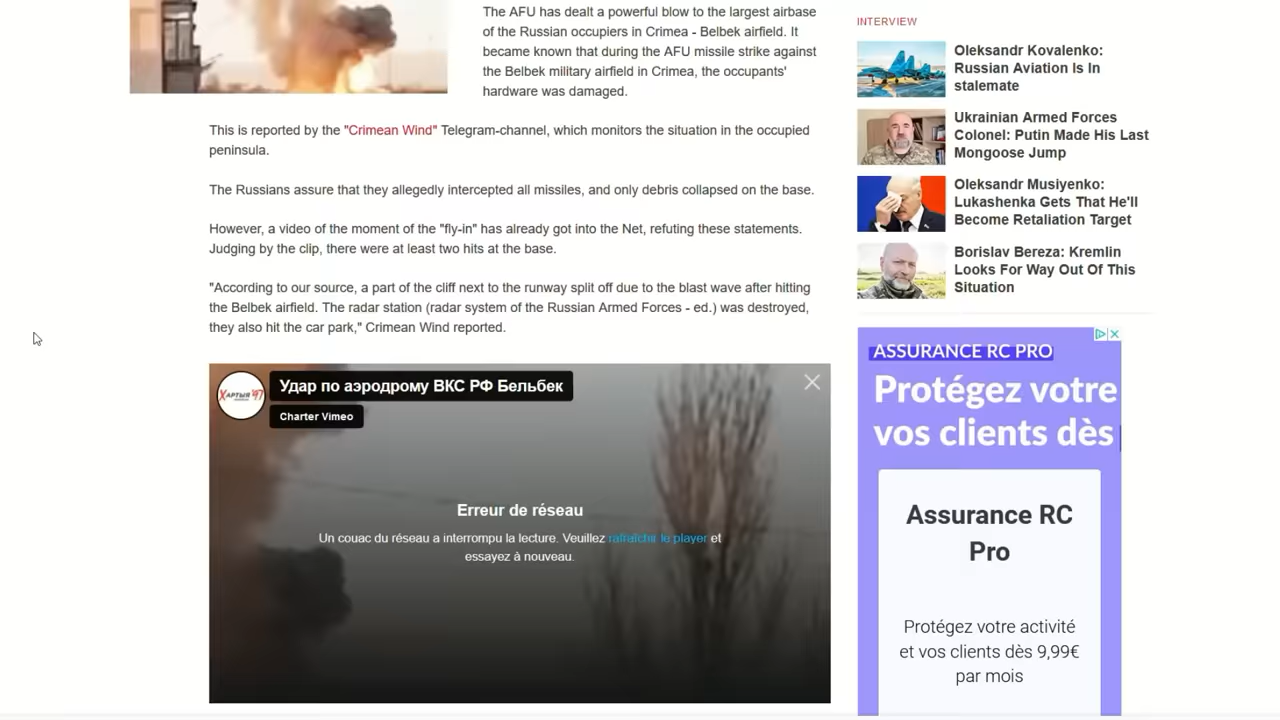 The AFU has dealt a powerful blow to the largest airbase
of the Russian occupiers in Crimea - Belbek airfield. It
became known that during the AFU missile strike against
the Belbek military airfield in Crimea, the occupants'
hardware was damaged.
This is reported by the "Crimean Wind" Telegram-channel, which monitors the situation in the occupied
peninsula.
The Russians assure that they allegedly intercepted all missiles, and only debris collapsed on the base.
However, a video of the moment of the "fly-in" has already got into the Net, refuting these statements.
Judging by the clip, there were at least two hits at the base.
"According to our source, a part of the cliff next to the runway split off due to the blast wave after hitting
the Belbek airfield. The radar station (radar system of the Russian Armed Forces - ed.) was destroyed,
they also hit the car park," Crimean Wind reported.
ХАРТЫЯ'97
Удар по аэродрому ВКС РФ Бельбек
Charter Vimeo
Erreur de réseau
Un couac du réseau a interrompu la lecture. Veuillez rafraîchir le player et
essayez à nouveau.
INTERVIEW
Oleksandr Kovalenko:
Russian Aviation Is In
stalemate
Ukrainian Armed Forces
Colonel: Putin Made His Last
Mongoose Jump
Oleksandr Musiyenko:
Lukashenka Gets That He'll
Become Retaliation Target
Borislav Bereza: Kremlin
Looks For Way Out Of This
Situation
ASSURANCE RC PRO
Protégez votre
vos clients dès
Assurance RC
Pro
Protégez votre activité
et vos clients dès 9,99€
par mois